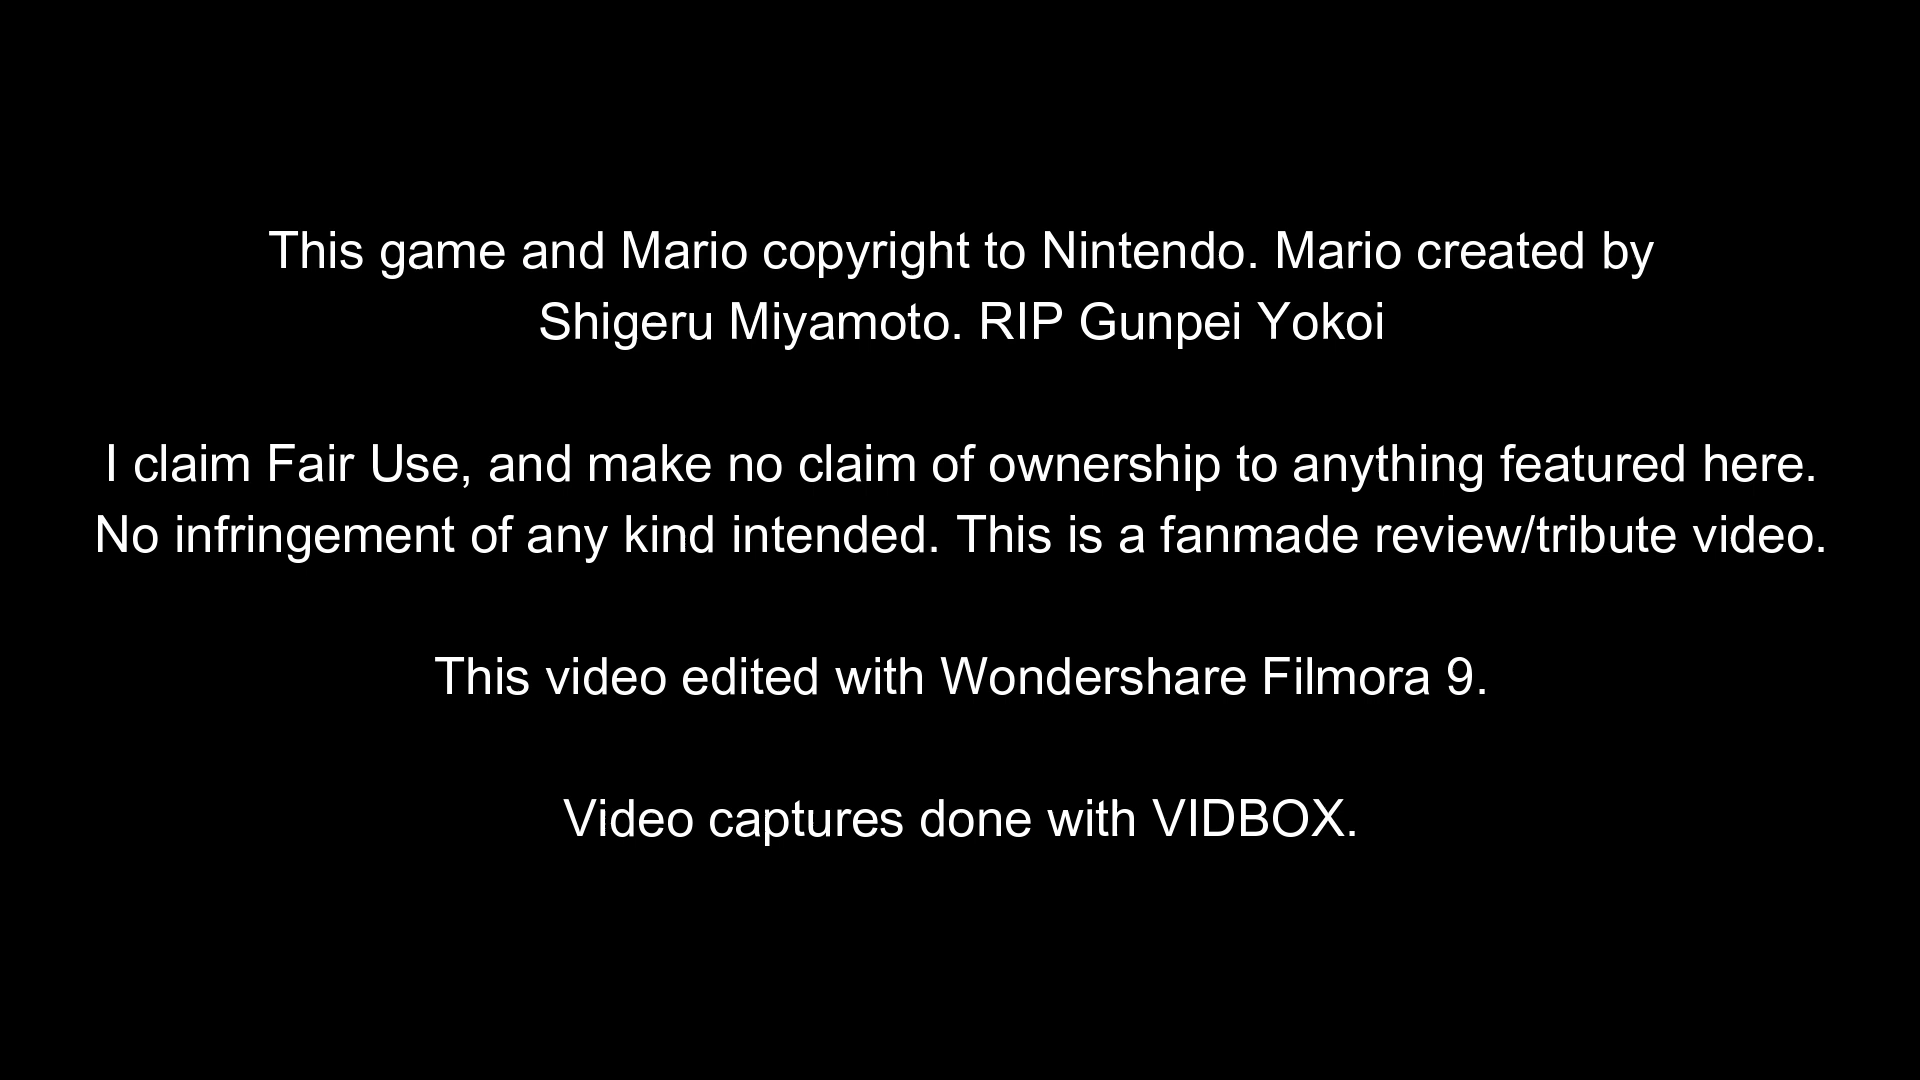 This game and Mario copyright to Nintendo. Mario created by
Shigeru Miyamoto. RIP Gunpei Yokoi
I claim Fair Use, and make no claim of ownership to anything featured here.
No infringement of any kind intended. This is a fanmade review/tribute video.
This video edited with Wondershare Filmora 9.
Video captures done with VIDBOX.